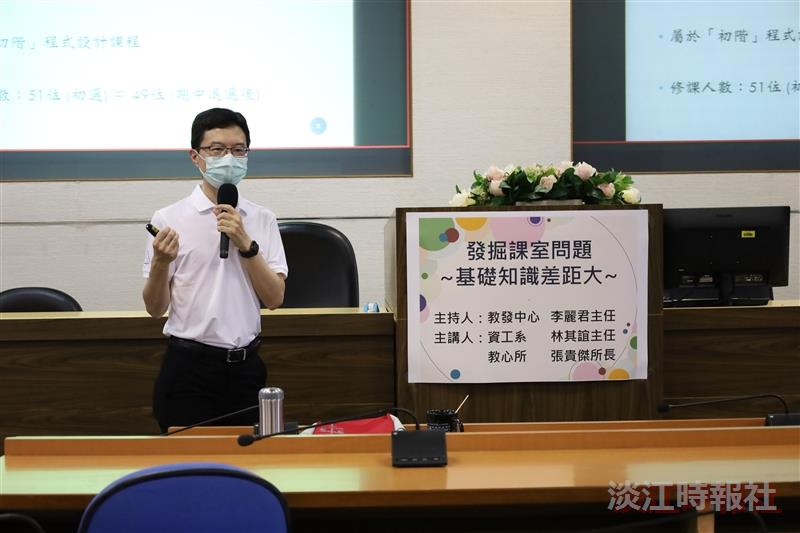 初階」程式設計課程
數：51位 (初選) = 49位 (期中退選後)
屬於「初階」程式
修課人數：51位 (初
發掘課室問題
~基礎知識差距大~
主持人：教發中心 李麗君主任
主講人：資工系 林其誼主任
教心所 張貴傑所長
淡江時報社